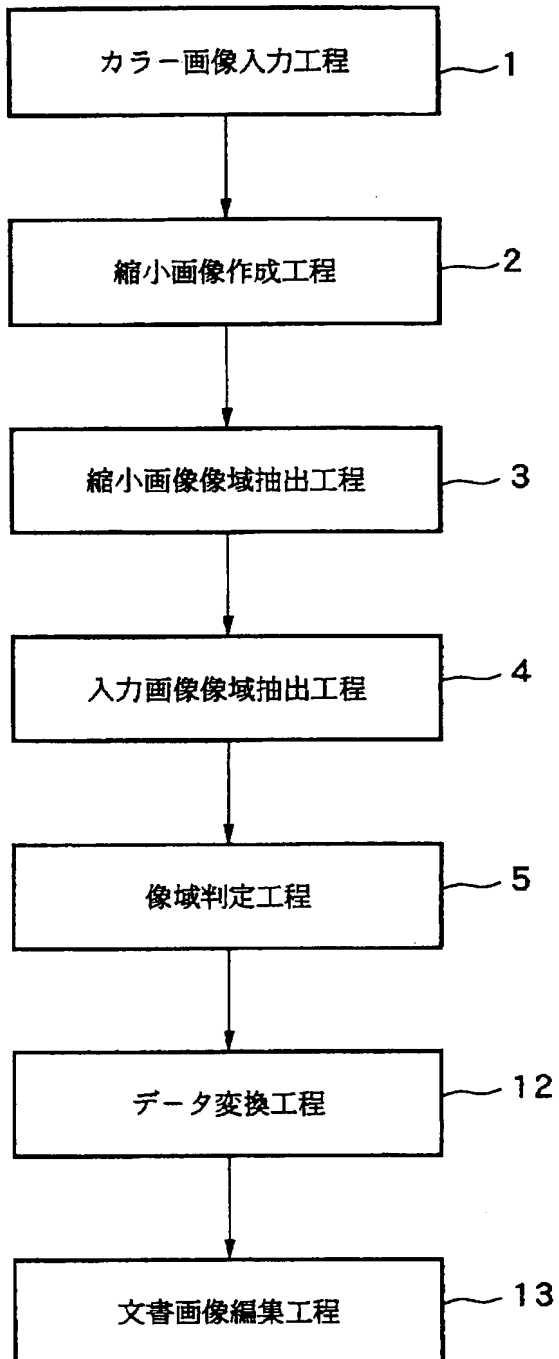 カラー画像入力工程 1
縮小画像作成工程 2
縮小画像像域抽出工程 3
入力画像像域抽出工程 4
像域判定工程 5
データ変換工程 12
文書画像編集工程 13